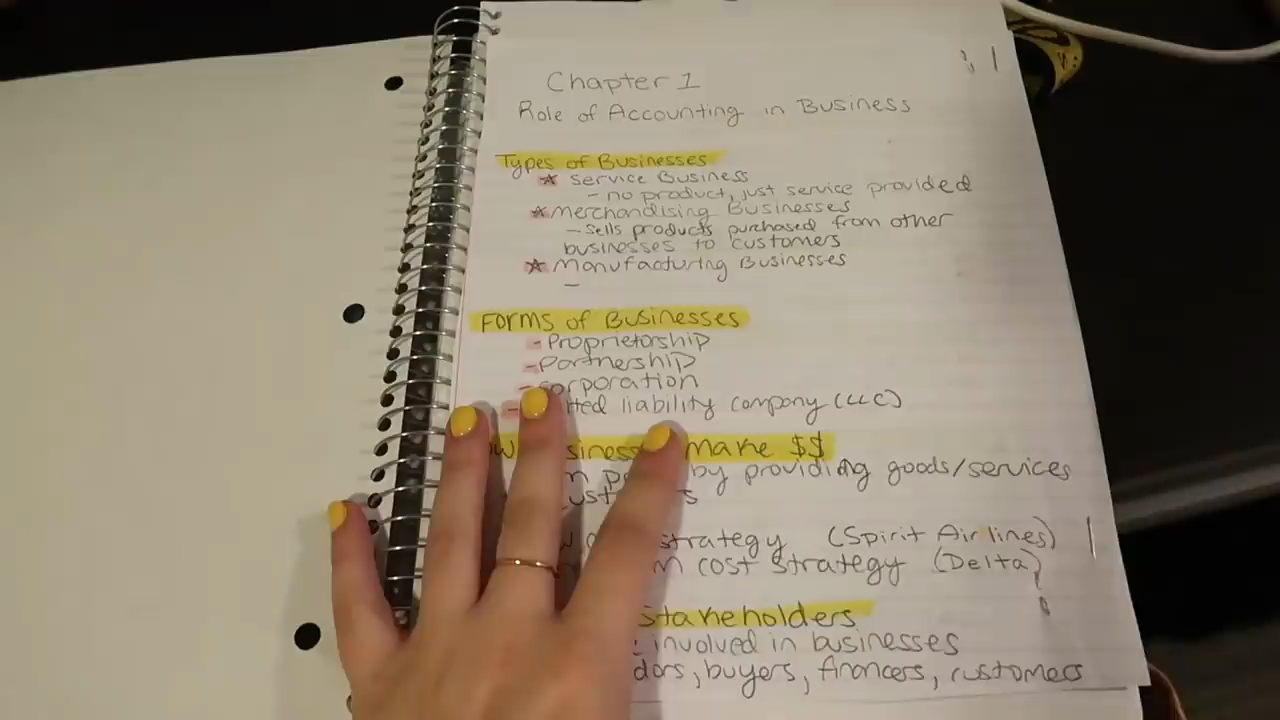 Chapter 1
Role of Accounting in Business
Types of Businesses
service Business
- no product, just service provided
Merchandising Businesses
- sells products purchased from other
businesses to customers
Manufacturing Businesses
-
Forms of Businesses
- Proprietorship
- Partnership
- corporation
- liability company (LLC)
make $$
by providing goods/services
strategy (Spirit Airlines)
cost strategy (Delta)
Stakeholders
involved in businesses
buyers, financers, customers